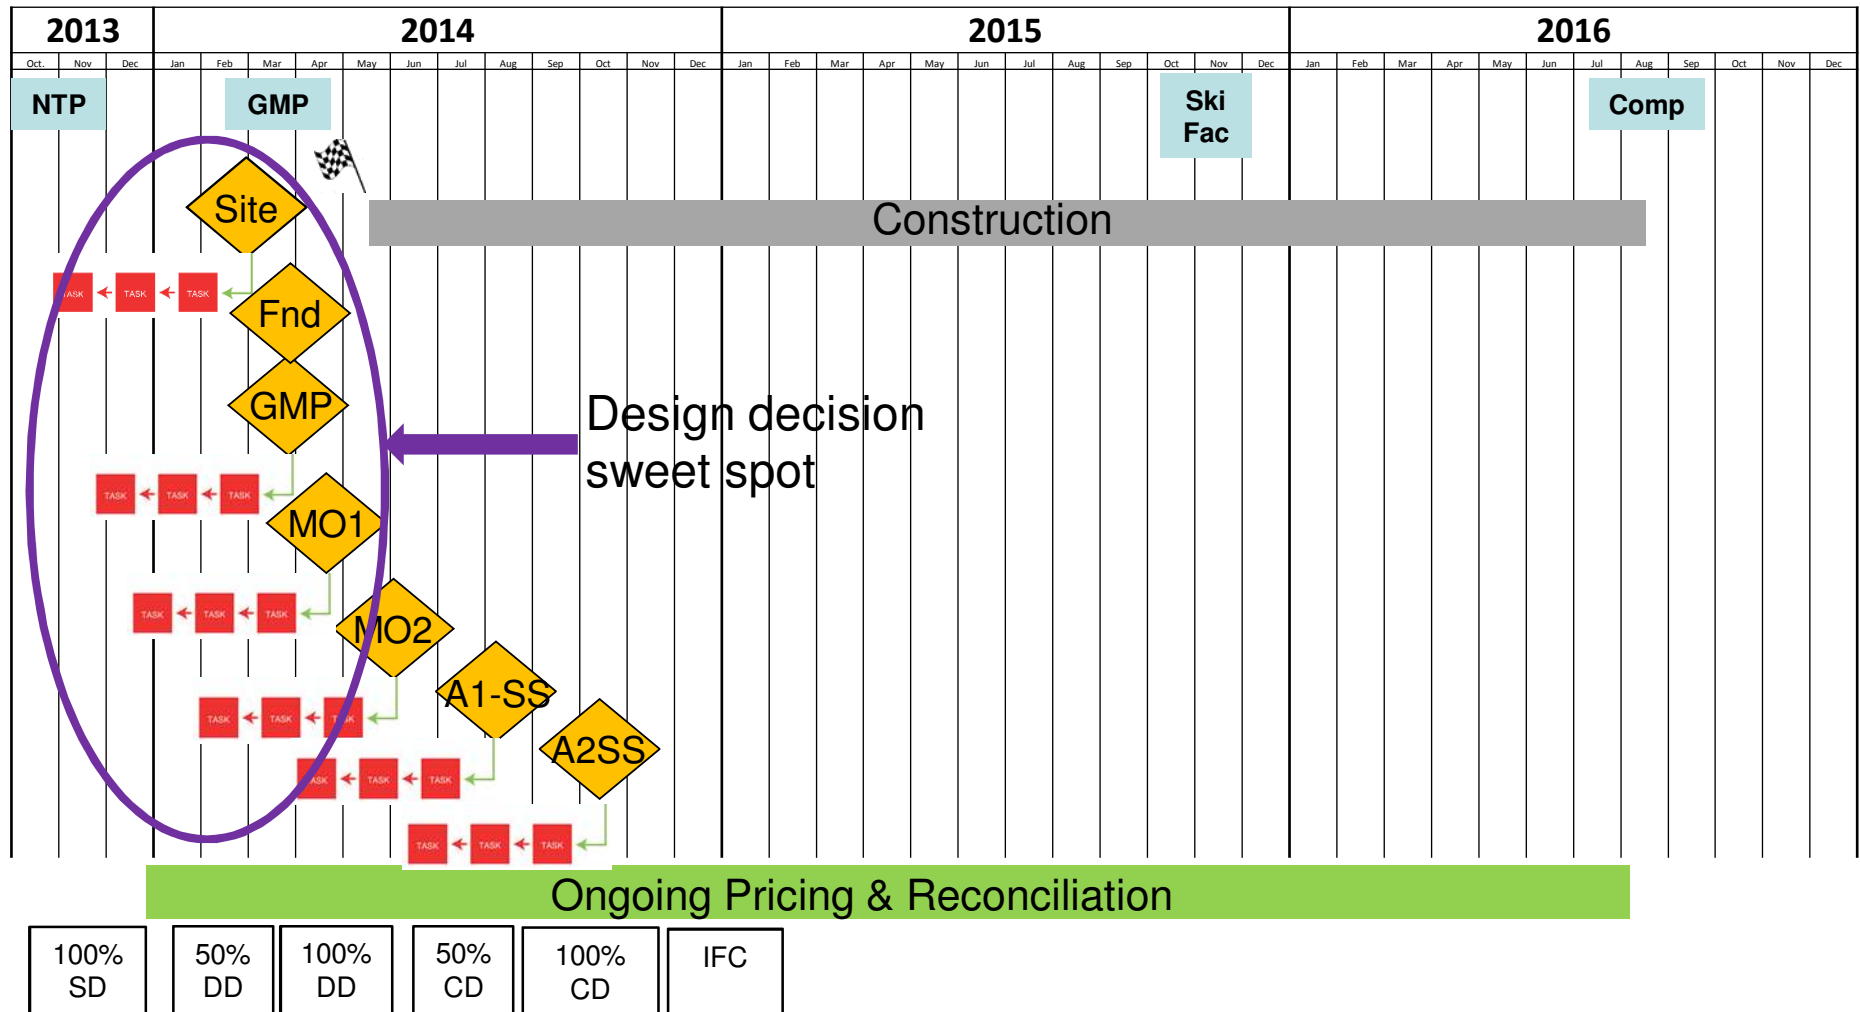 2013 2014 2015 2016
Oct. Nov Dec Jan Feb Mar Apr May Jun Jul Aug Sep Oct Nov Dec Jan Feb Mar Apr May Jun Jul Aug Sep Oct Nov Dec Jan Feb Mar Apr May Jun Jul Aug Sep Oct Nov Dec
NTP GMP Ski Comp
Fac
Site
Construction
TASK TASK TASK
Fnd
GMP
Design decision
sweet spot
TASK TASK TASK
MO1
TASK TASK TASK
MO2
A1-SS
TASK TASK TASK
A2SS
TASK TASK TASK
TASK TASK TASK
Ongoing Pricing & Reconciliation
100% 50% 100% 50% 100% IFC
SD DD DD CD CD